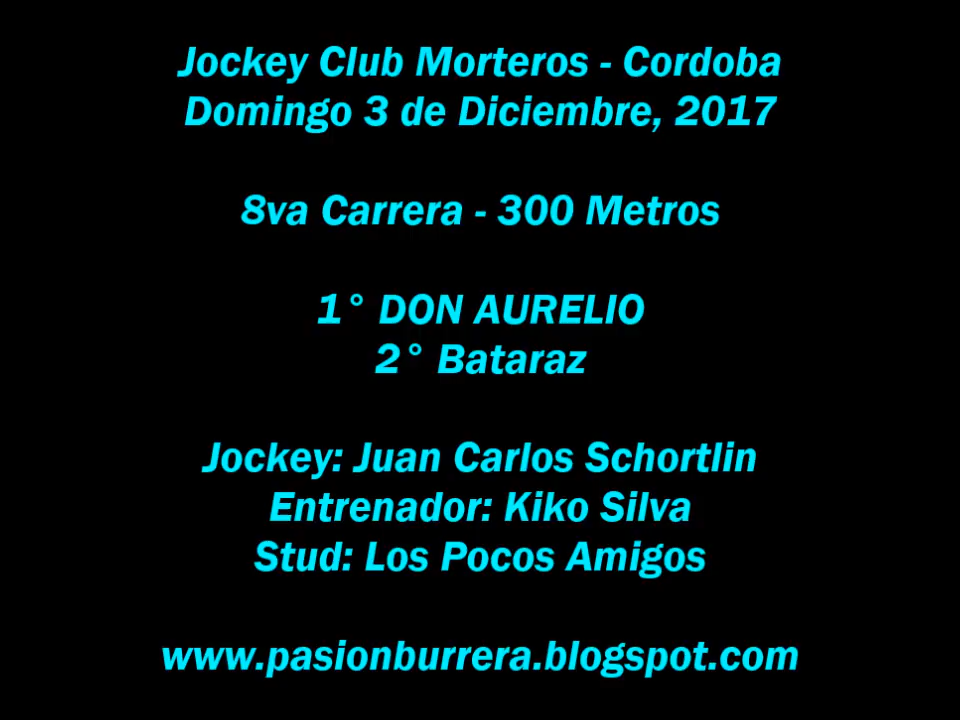 Jockey Club Morteros - Cordoba
Domingo 3 de Diciembre, 2017
8va Carrera - 300 Metros
1° DON AURELIO
2° Bataraz
Jockey: Juan Carlos Schortlin
Entrenador: Kiko Silva
Stud: Los Pocos Amigos
www.pasionburrera.blogspot.com